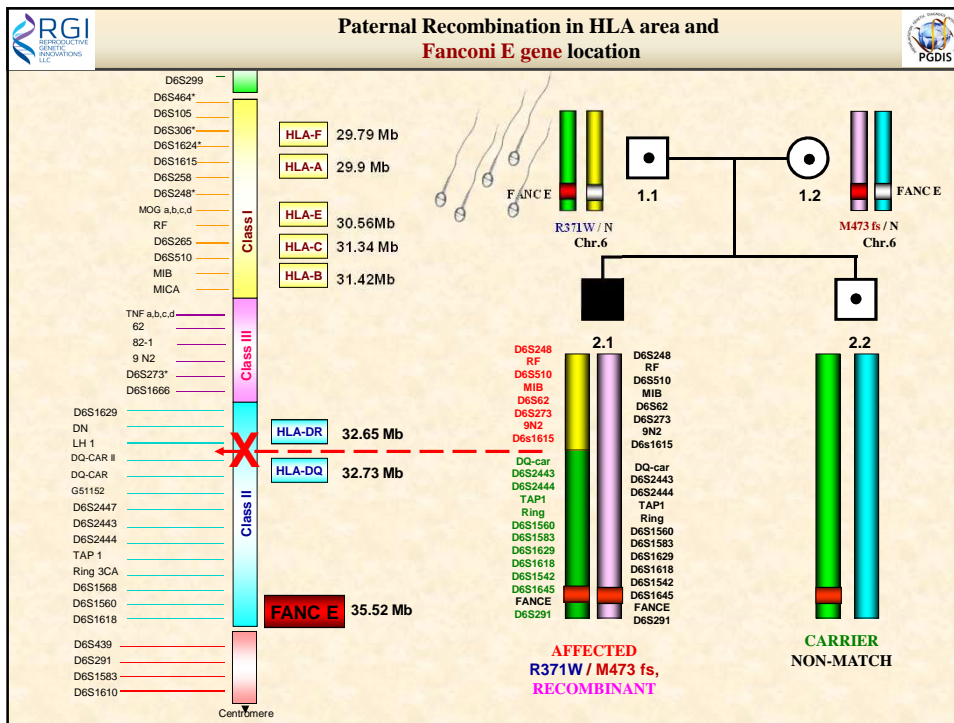 RGI
REPRODUCTIVE
GENETIC
INNOVATIONS
LLC
Paternal Recombination in HLA area and
Fanconi E gene location
PGDIS
D6S299
D6S464*
D6S105
D6S306*
D6S1624*
D6S1615
D6S258
D6S248*
MOG a,b,c,d
RF
D6S265
D6S510
MIB
MICA
TNF a,b,c,d
62
82-1
9 N2
D6S273*
D6S1666
D6S1629
DN
LH 1
DQ-CAR II
DQ-CAR
G51152
D6S2447
D6S2443
D6S2444
TAP 1
Ring 3CA
D6S1568
D6S1560
D6S1618
D6S439
D6S291
D6S1583
D6S1610
Class I
Class III
Class II
X
Centromere
HLA-F 29.79 Mb
HLA-A 29.9 Mb
HLA-E 30.56Mb
HLA-C 31.34 Mb
HLA-B 31.42Mb
HLA-DR 32.65 Mb
HLA-DQ 32.73 Mb
FANC E 35.52 Mb
FANC E
R371W / N
Chr.6
1.1
1.2
FANC E
M473 fs / N
Chr.6
2.1
2.2
D6S248
RF
D6S510
MIB
D6S62
D6S273
9N2
D6s1615
DQ-car
D6S2443
D6S2444
TAP1
Ring
D6S1560
D6S1583
D6S1629
D6S1618
D6S1542
D6S1645
FANCE
D6S291
D6S248
RF
D6S510
MIB
D6S62
D6S273
9N2
D6s1615
DQ-car
D6S2443
D6S2444
TAP1
Ring
D6S1560
D6S1583
D6S1629
D6S1618
D6S1542
D6S1645
FANCE
D6S291
AFFECTED
R371W / M473 fs,
RECOMBINANT
CARRIER
NON-MATCH